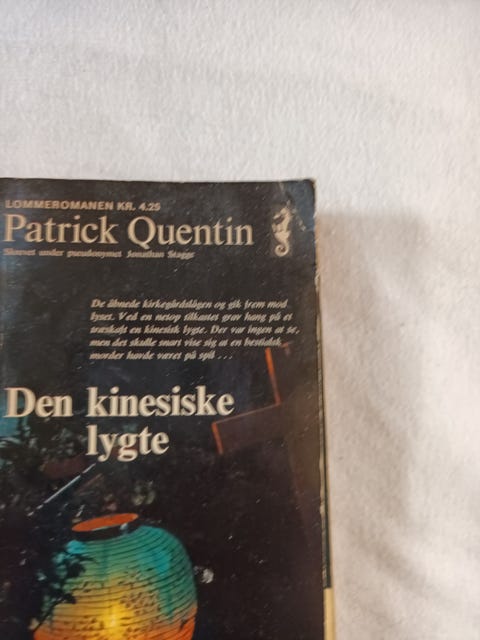 LOMMEROMANEN KR. 4.25
Patrick Quentin
Skrevet under pseudonymet Jonathan Stagge
De åbnede kirkegårdslågen og gik frem mod
lyset. Ved en netop tilkastet grav hang på et
træskaft en kinesisk lygte. Der var ingen at se,
men det skulle snart vise sig at en bestialsk
morder havde været på spil . . .
Den kinesiske
lygte